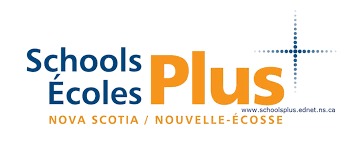 Schools
Écoles
Plus
www.schoolsplus.ednet.ns.ca
NOVA SCOTIA / NOUVELLE-ÉCOSSE